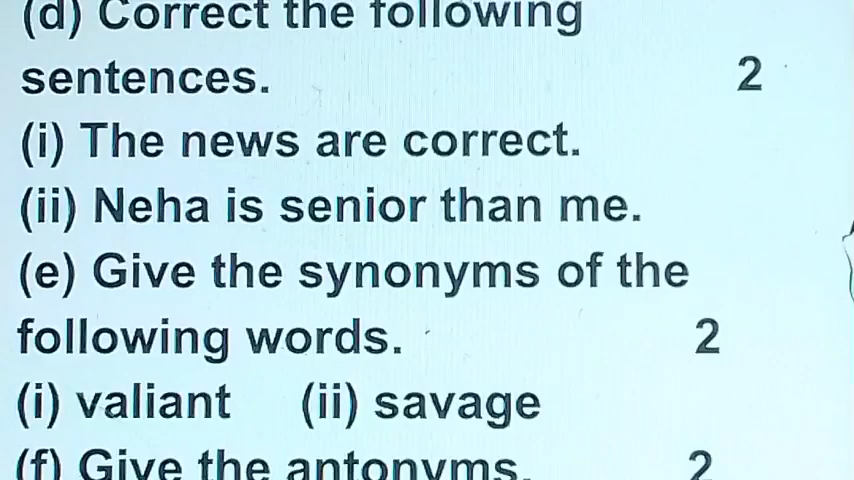 (d) Correct the following
sentences. 2
(i) The news are correct.
(ii) Neha is senior than me.
(e) Give the synonyms of the
following words. 2
(i) valiant (ii) savage
(f) Give the antonyms. 2